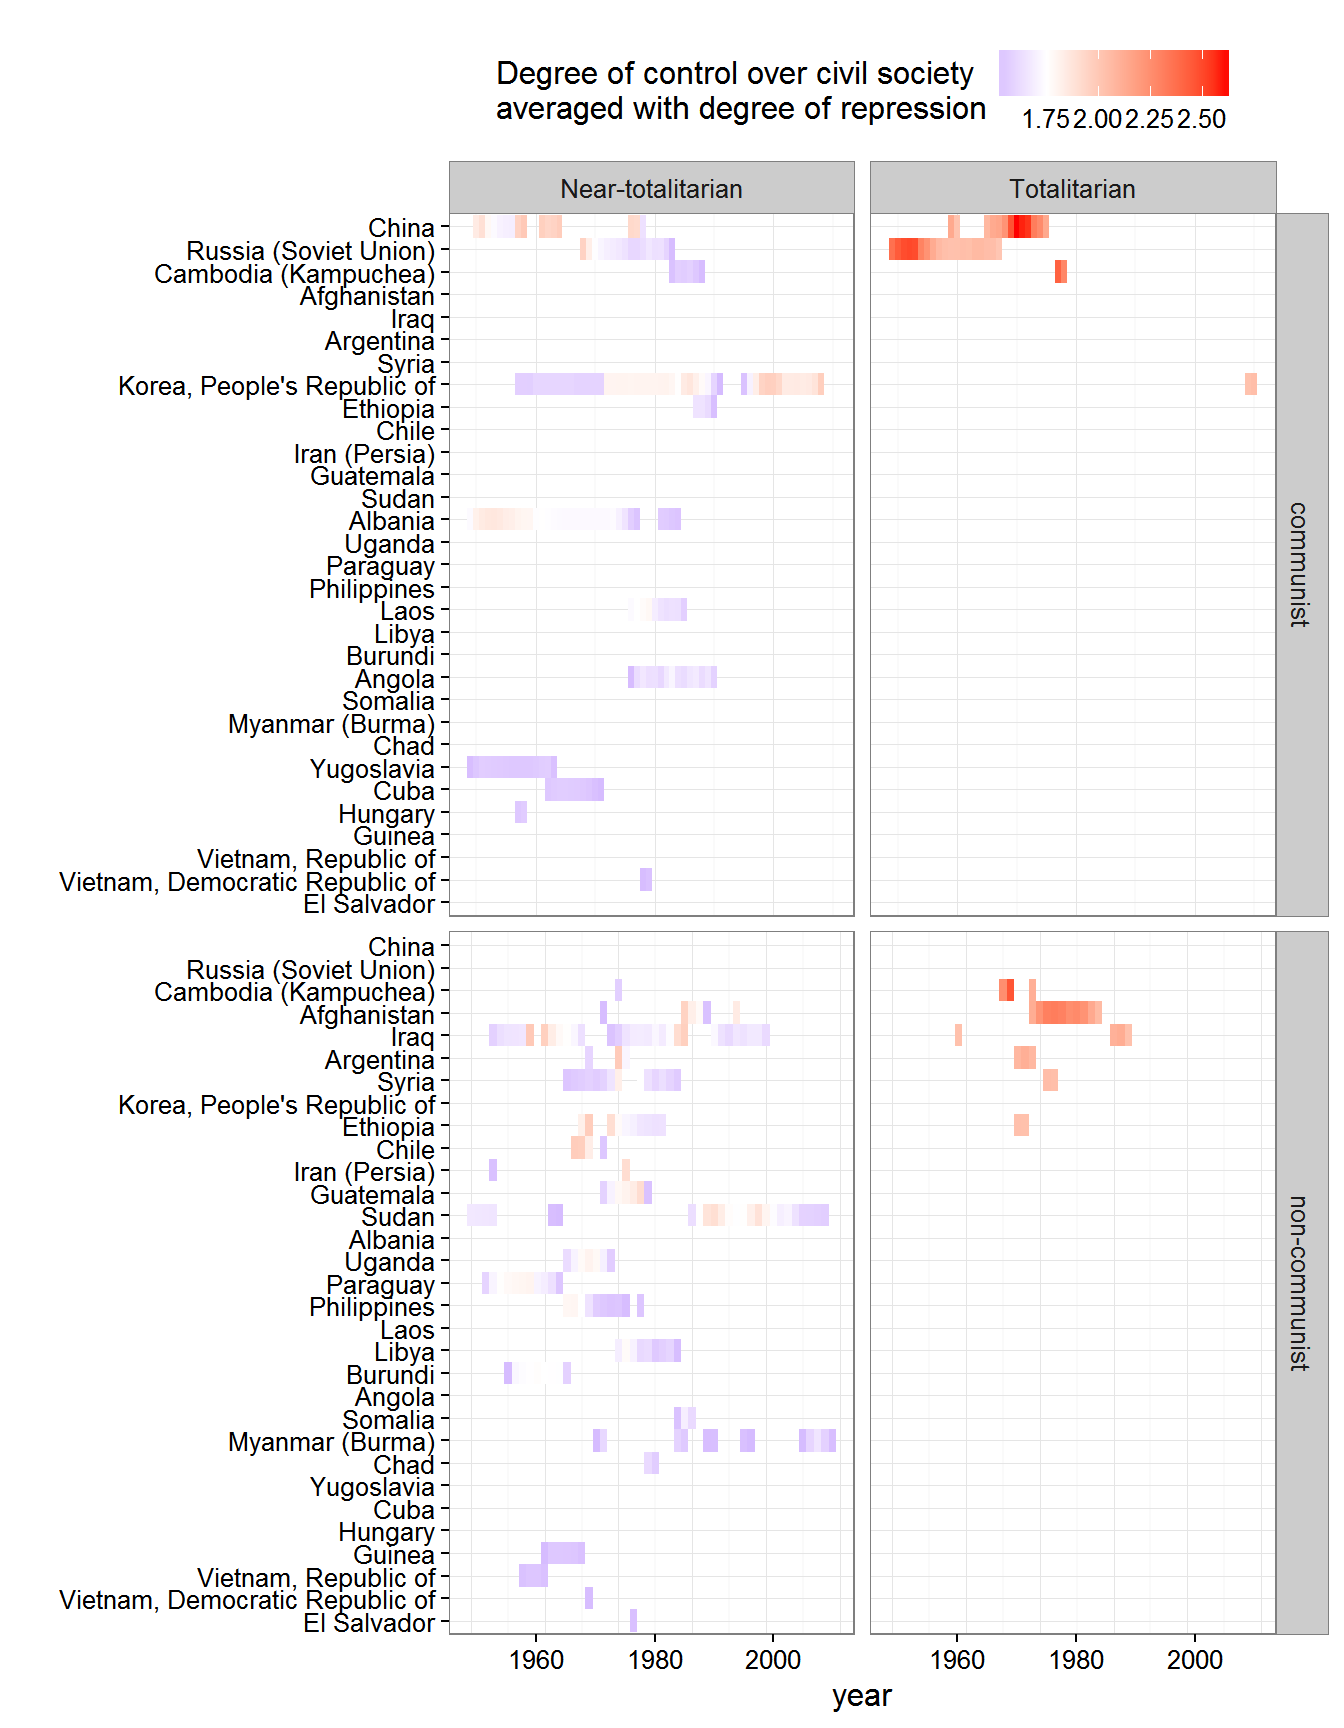 Degree of control over civil society
averaged with degree of repression
1.75 2.00 2.25 2.50
Near-totalitarian
Totalitarian
China
Russia (Soviet Union)
Cambodia (Kampuchea)
Afghanistan
Iraq
Argentina
Syria
Korea, People's Republic of
Ethiopia
Chile
Iran (Persia)
Guatemala
Sudan
Albania
Uganda
Paraguay
Philippines
Laos
Libya
Burundi
Angola
Somalia
Myanmar (Burma)
Chad
Yugoslavia
Cuba
Hungary
Guinea
Vietnam, Republic of
Vietnam, Democratic Republic of
El Salvador
communist
China
Russia (Soviet Union)
Cambodia (Kampuchea)
Afghanistan
Iraq
Argentina
Syria
Korea, People's Republic of
Ethiopia
Chile
Iran (Persia)
Guatemala
Sudan
Albania
Uganda
Paraguay
Philippines
Laos
Libya
Burundi
Angola
Somalia
Myanmar (Burma)
Chad
Yugoslavia
Cuba
Hungary
Guinea
Vietnam, Republic of
Vietnam, Democratic Republic of
El Salvador
non-communist
1960 1980 2000
1960 1980 2000
year